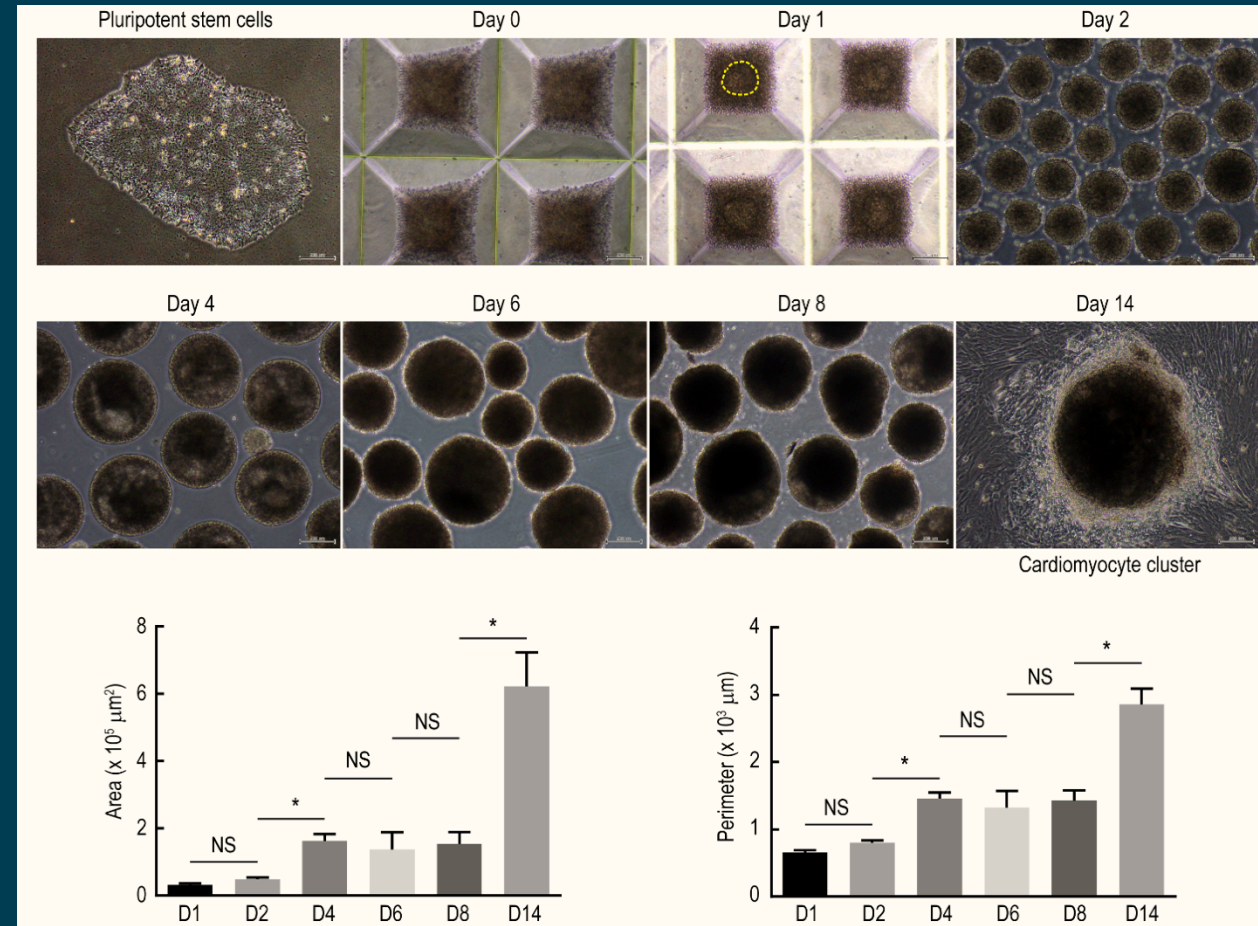 Pluripotent stem cells
Day 0
Day 1
Day 2
Day 4
Day 6
Day 8
Day 14
Cardiomyocyte cluster
Area (x 10⁵ µm²)
8
6
4
2
0
NS
*
NS
NS
*
D1 D2 D4 D6 D8 D14
Perimeter (x 10³ µm)
4
3
2
1
0
NS
*
NS
NS
*
D1 D2 D4 D6 D8 D14